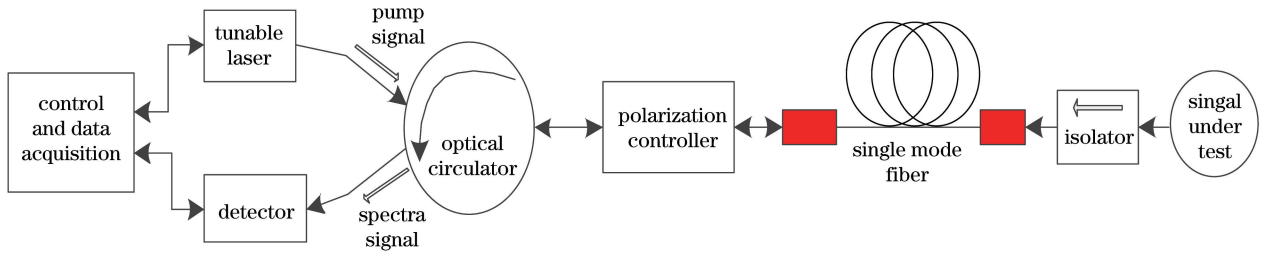 pump
signal
tunable
laser
control
and data
acquisition
optical
circulator
detector
spectra
signal
polarization
controller
single mode
fiber
isolator
singal
under
test